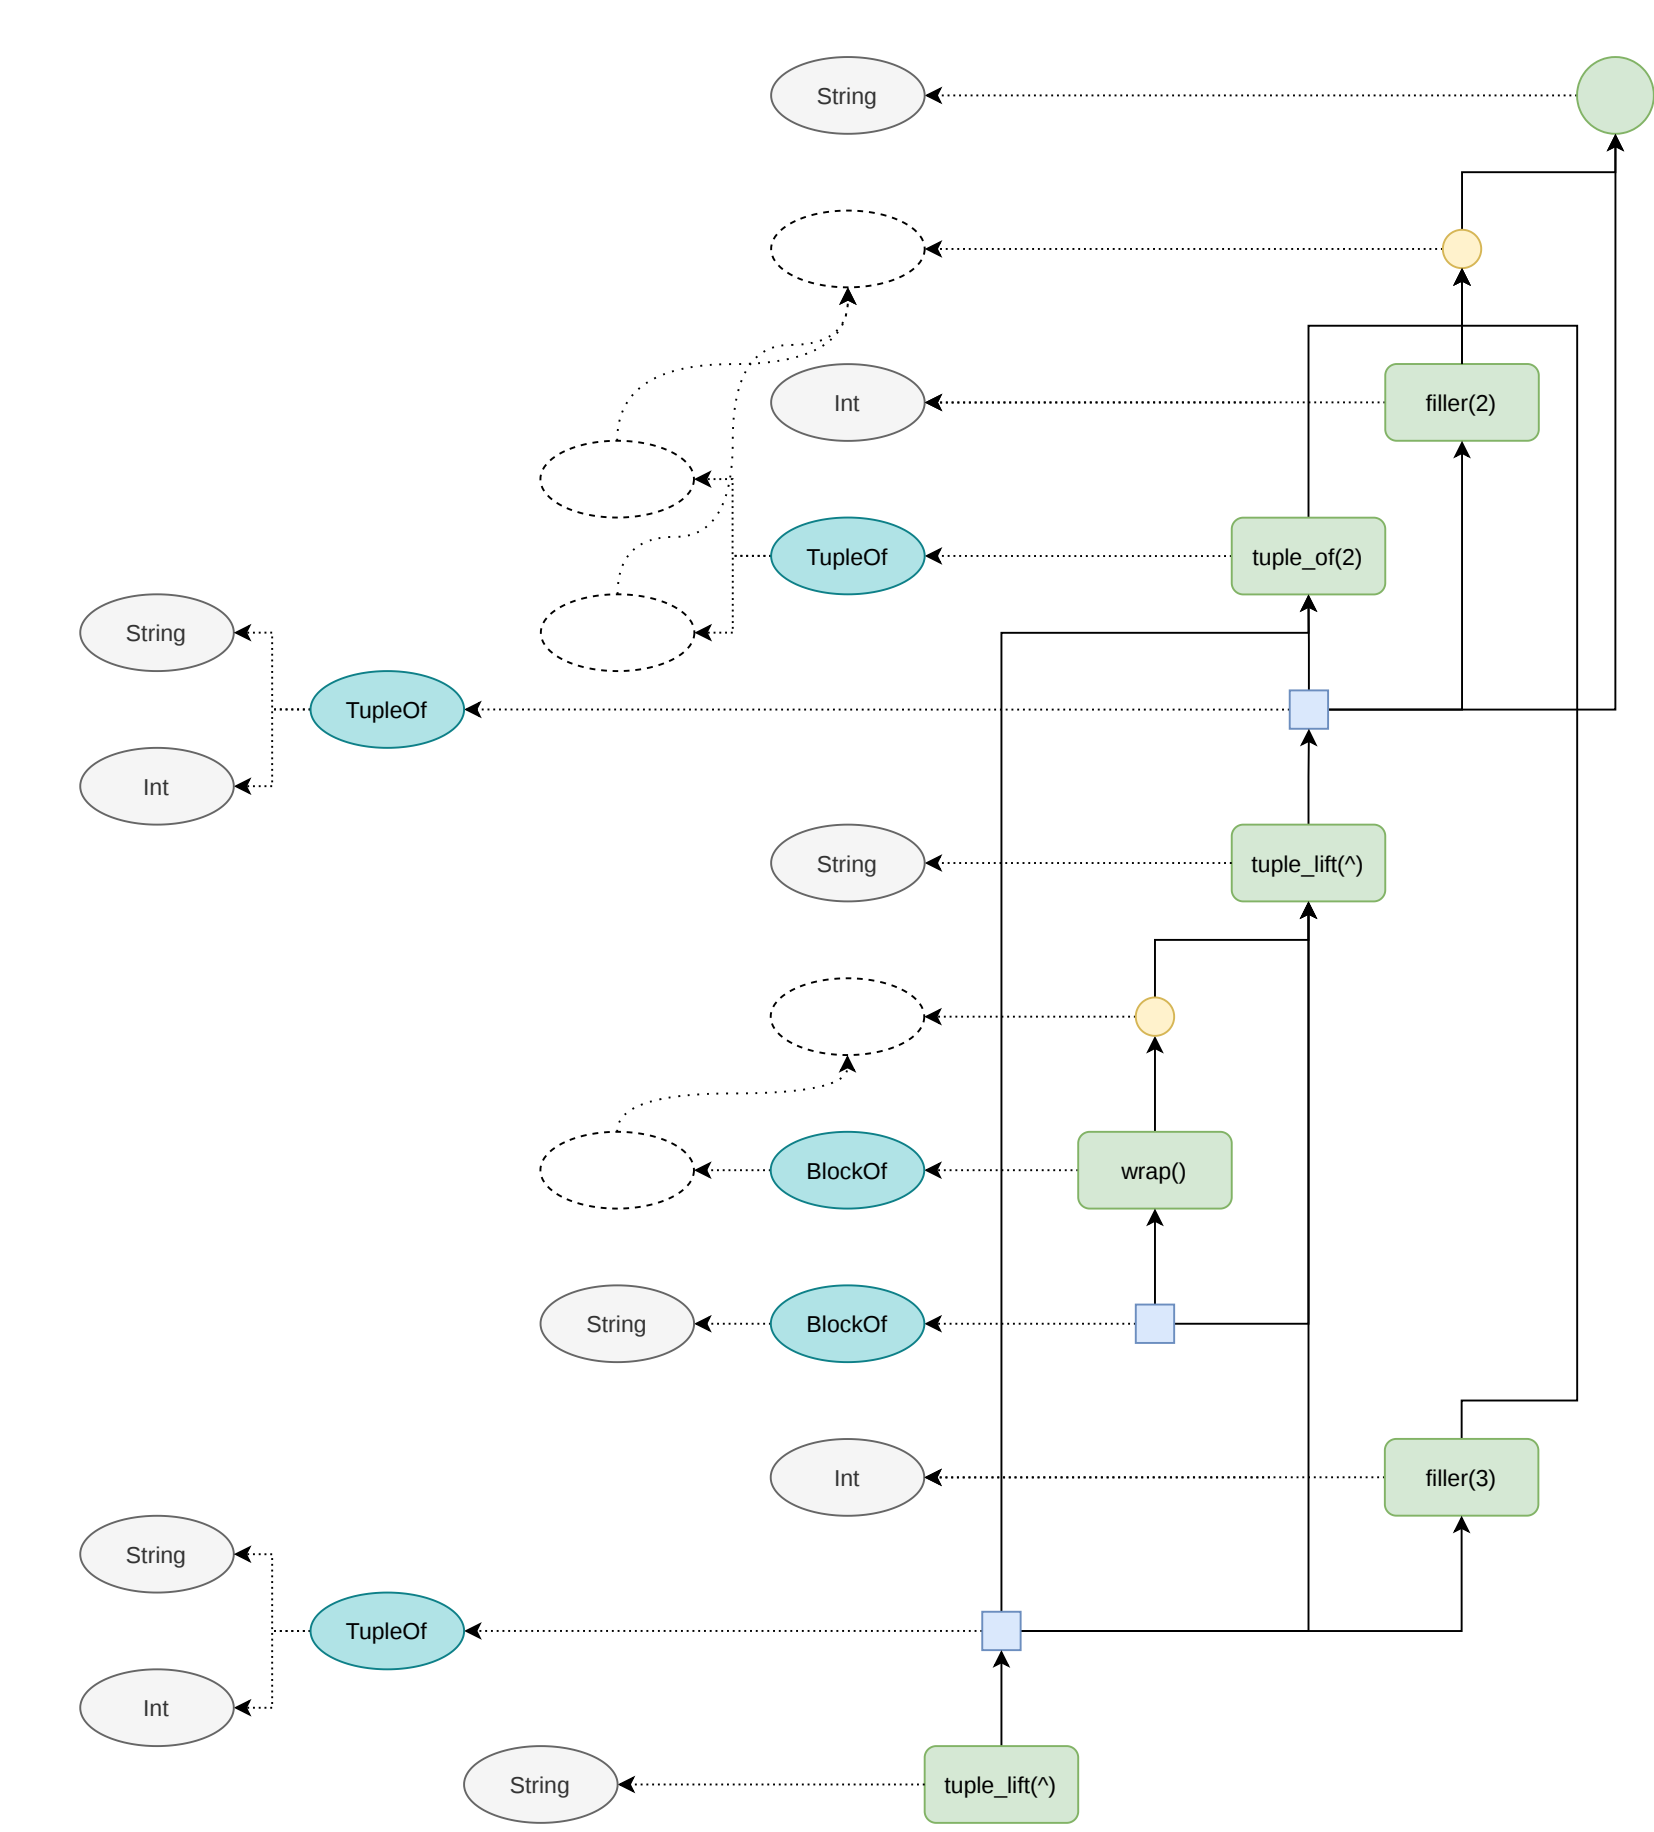 String
Int
filler(2)
TupleOf
tuple_of(2)
String
TupleOf
Int
String
tuple_lift(^)
BlockOf
wrap()
String
BlockOf
Int
filler(3)
String
TupleOf
Int
String
tuple_lift(^)